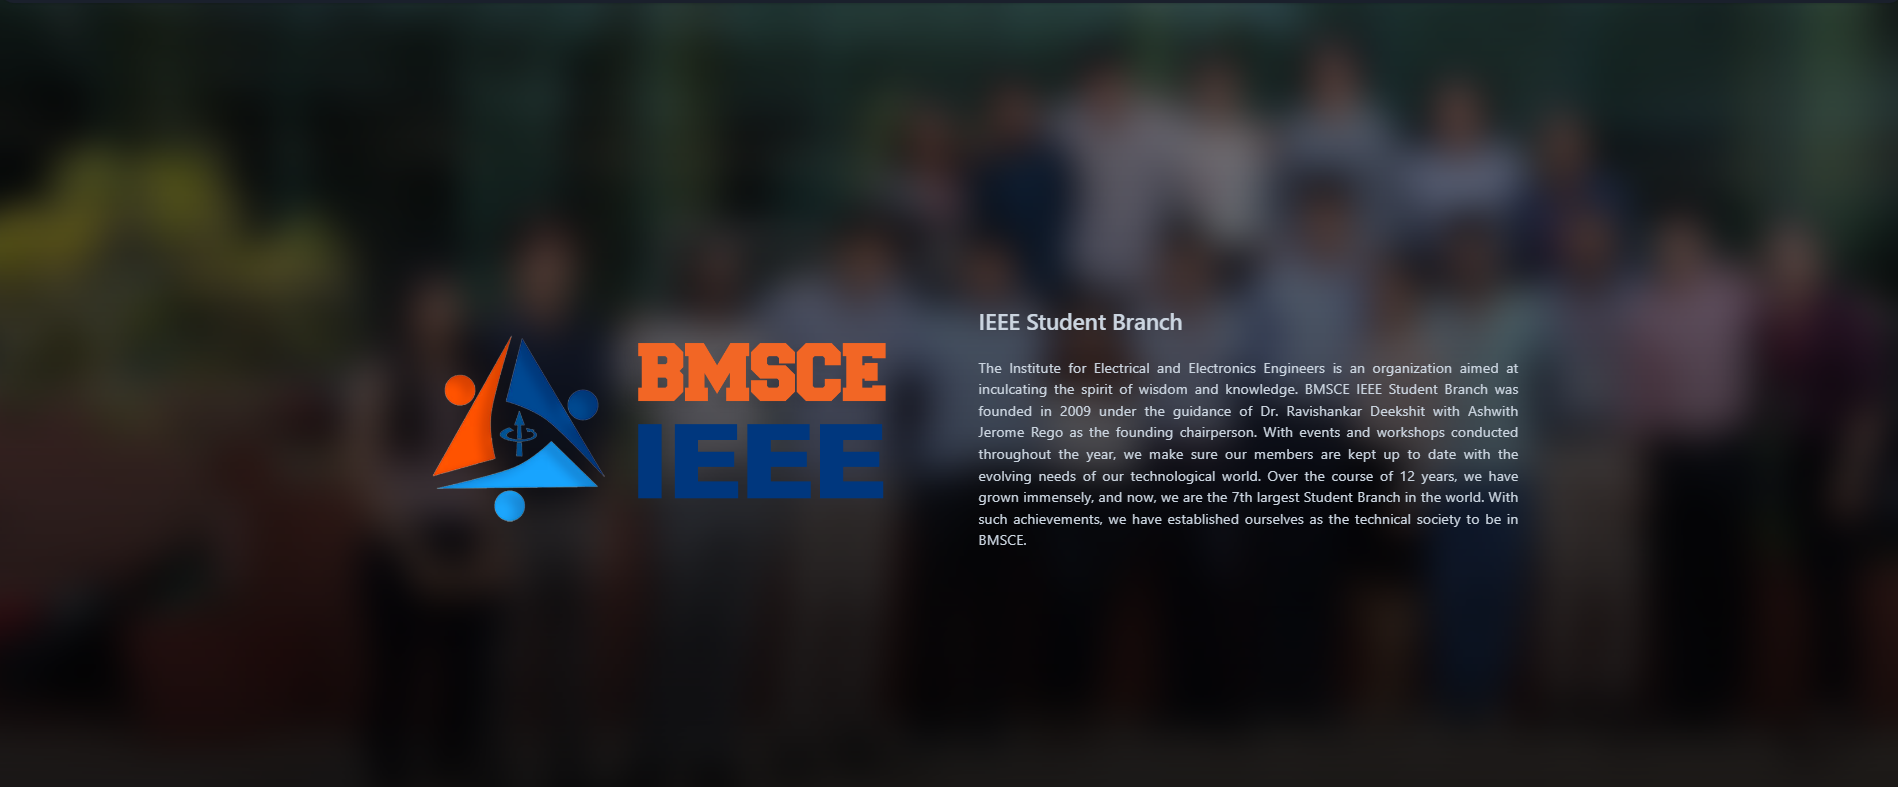 BMSCE
IEEE
IEEE Student Branch
The Institute for Electrical and Electronics Engineers is an organization aimed at
inculcating the spirit of wisdom and knowledge. BMSCE IEEE Student Branch was
founded in 2009 under the guidance of Dr. Ravishankar Deekshit with Ashwith
Jerome Rego as the founding chairperson. With events and workshops conducted
throughout the year, we make sure our members are kept up to date with the
evolving needs of our technological world. Over the course of 12 years, we have
grown immensely, and now, we are the 7th largest Student Branch in the world. With
such achievements, we have established ourselves as the technical society to be in
BMSCE.